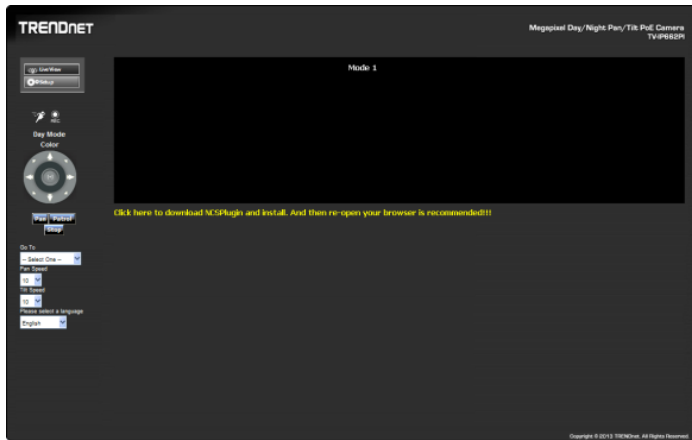 TRENDNET
Megapixel Day/Night Pan/Tilt PoE Camera
TV-IP662PI
LiveView
Setup
Mode 1
REC
Day Mode
Color
Pan
Patrol
Stop
Click here to download NCSPlugin and install. And then re-open your browser is recommended!!!
Go To
-- Select One --
Pan Speed
10
Tilt Speed
10
Please select a language
English
Copyright © 2013 TRENDnet. All Rights Reserved.